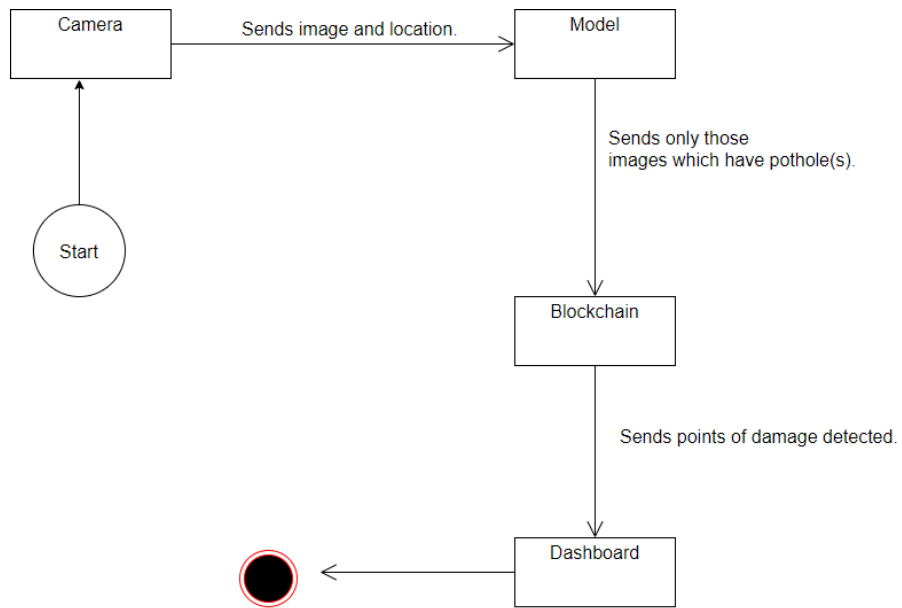 Camera
Sends image and location.
Model
Sends only those
images which have pothole(s).
Start
Blockchain
Sends points of damage detected.
Dashboard